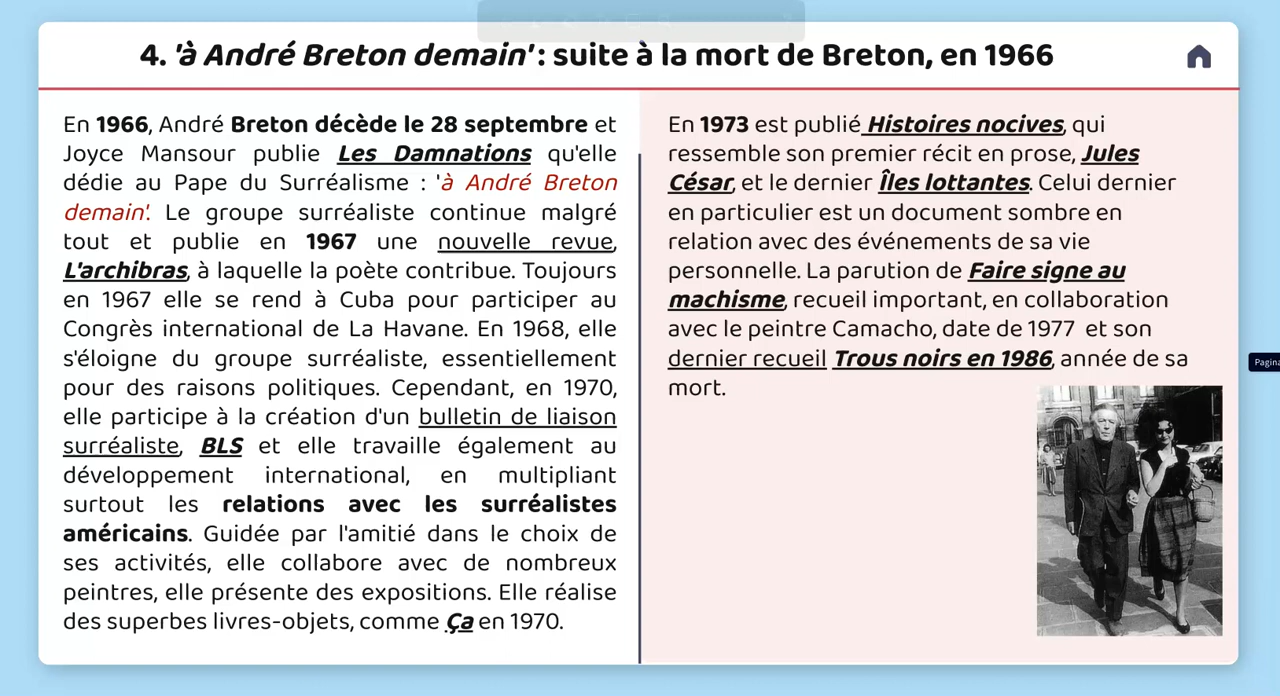 4. 'à André Breton demain' : suite à la mort de Breton, en 1966
En 1966, André Breton décède le 28 septembre et
Joyce Mansour publie Les Damnations qu'elle
dédie au Pape du Surréalisme : 'à André Breton
demain'. Le groupe surréaliste continue malgré
tout et publie en 1967 une nouvelle revue,
L'archibras, à laquelle la poète contribue. Toujours
en 1967 elle se rend à Cuba pour participer au
Congrès international de La Havane. En 1968, elle
s'éloigne du groupe surréaliste, essentiellement
pour des raisons politiques. Cependant, en 1970,
elle participe à la création d'un bulletin de liaison
surréaliste, BLS et elle travaille également au
développement international, en multipliant
surtout les relations avec les surréalistes
américains. Guidée par l'amitié dans le choix de
ses activités, elle collabore avec de nombreux
peintres, elle présente des expositions. Elle réalise
des superbes livres-objets, comme Ça en 1970.
En 1973 est publié Histoires nocives, qui
ressemble son premier récit en prose, Jules
César, et le dernier Îles lottantes. Celui dernier
en particulier est un document sombre en
relation avec des événements de sa vie
personnelle. La parution de Faire signe au
machisme, recueil important, en collaboration
avec le peintre Camacho, date de 1977 et son
dernier recueil Trous noirs en 1986, année de sa
mort.
Pagina